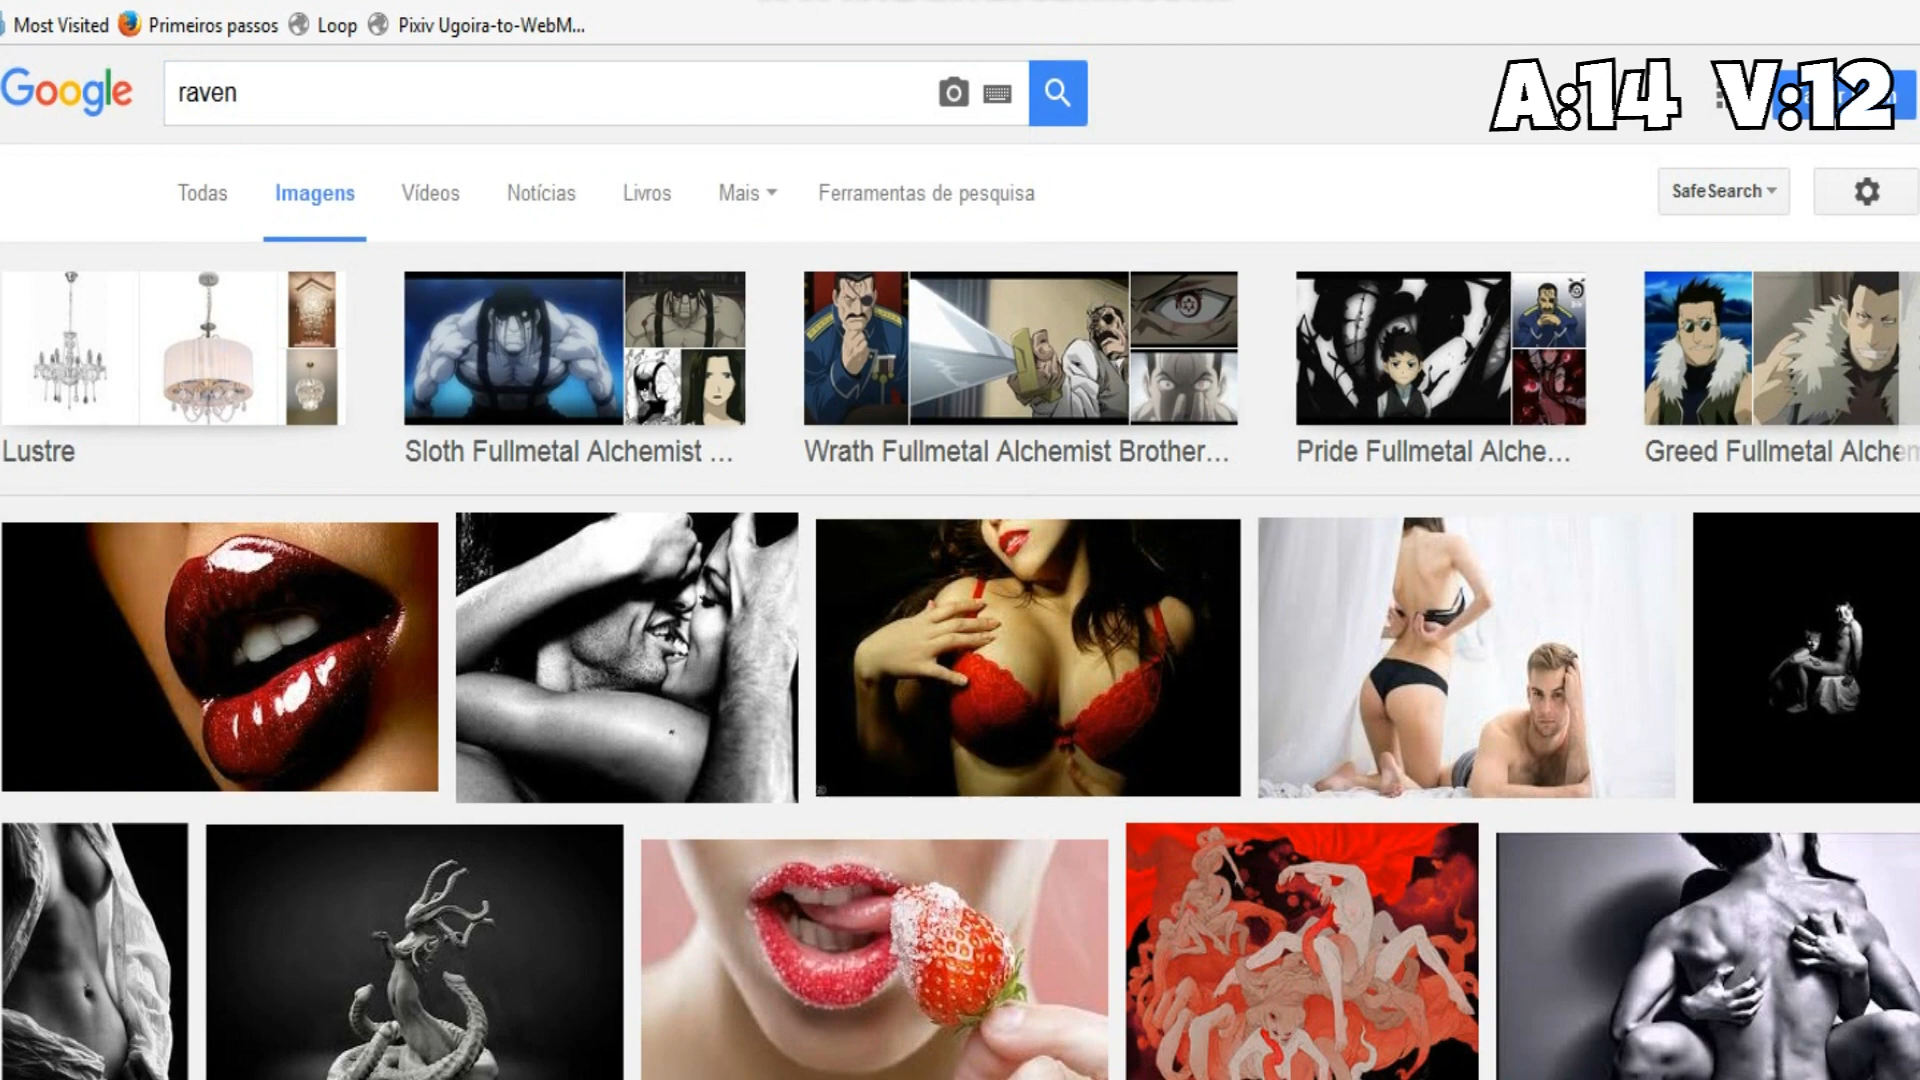 Most Visited Primeiros passos Loop Pixiv Ugoira-to-WebM...
Google raven A:14 V:12
Todas Imagens Vídeos Notícias Livros Mais Ferramentas de pesquisa SafeSearch
Lustre Sloth Fullmetal Alchemist ... Wrath Fullmetal Alchemist Brother... Pride Fullmetal Alche... Greed Fullmetal Alchem